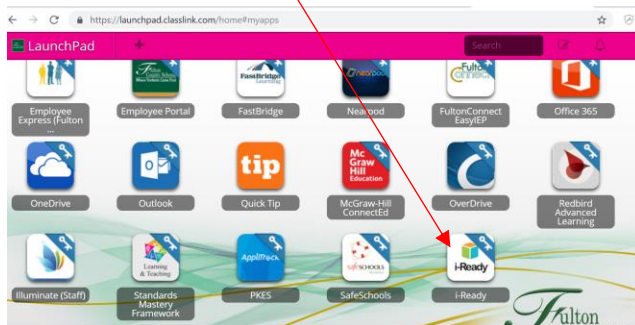 https://launchpad.classlink.com/home#myapps
LaunchPad + Search
Fulton
FastBridge
Learning
nearpod
Fulton
Connect
Employee Express (Fulton ...
Employee Portal
FastBridge
Nearpod
FultonConnect EasyIEP
Office 365
tip
Mc
Graw
Hill
Education
OneDrive
Outlook
Quick Tip
McGraw-Hill ConnectEd
OverDrive
Redbird Advanced Learning
Learning
& Teaching
AppliTrack
SafeSchools
i-Ready
Illuminate (Staff)
Standards Mastery Framework
PKES
SafeSchools
i-Ready
Fulton